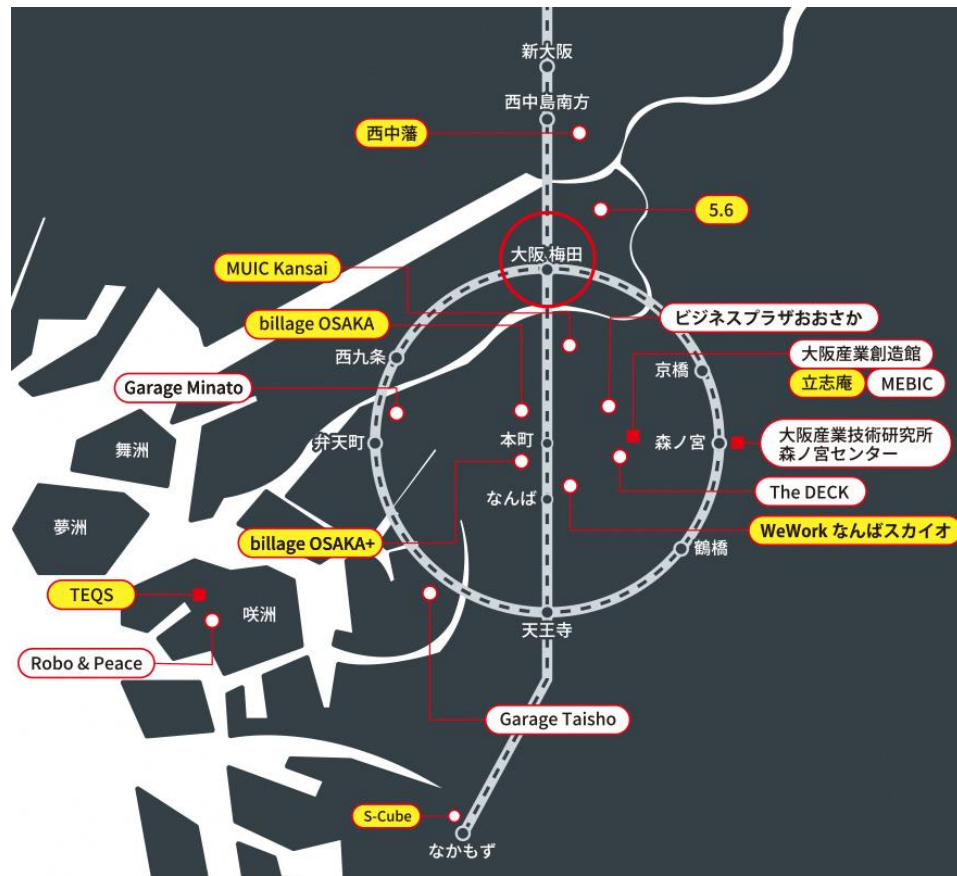 新大阪
西中島南方
西中藩
5.6
大阪 梅田
MUIC Kansai
billage OSAKA
ビジネスプラザおおさか
西九条
大阪産業創造館
京橋
立志庵
MEBIC
Garage Minato
舞洲
弁天町
本町
森ノ宮
大阪産業技術研究所
森ノ宮センター
The DECK
なんば
夢洲
billage OSAKA+
WeWork なんばスカイオ
鶴橋
TEQS
咲洲
天王寺
Robo & Peace
Garage Taisho
S-Cube
なかもず